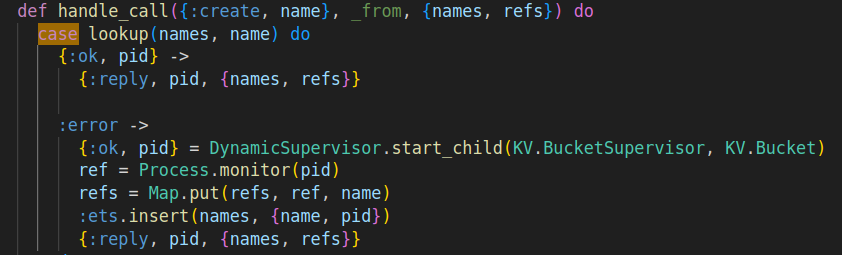 def handle_call({:create, name}, _from, {names, refs}) do
case lookup(names, name) do
{:ok, pid} ->
{:reply, pid, {names, refs}}
:error ->
{:ok, pid} = DynamicSupervisor.start_child(KV.BucketSupervisor, KV.Bucket)
ref = Process.monitor(pid)
refs = Map.put(refs, ref, name)
:ets.insert(names, {name, pid})
{:reply, pid, {names, refs}}